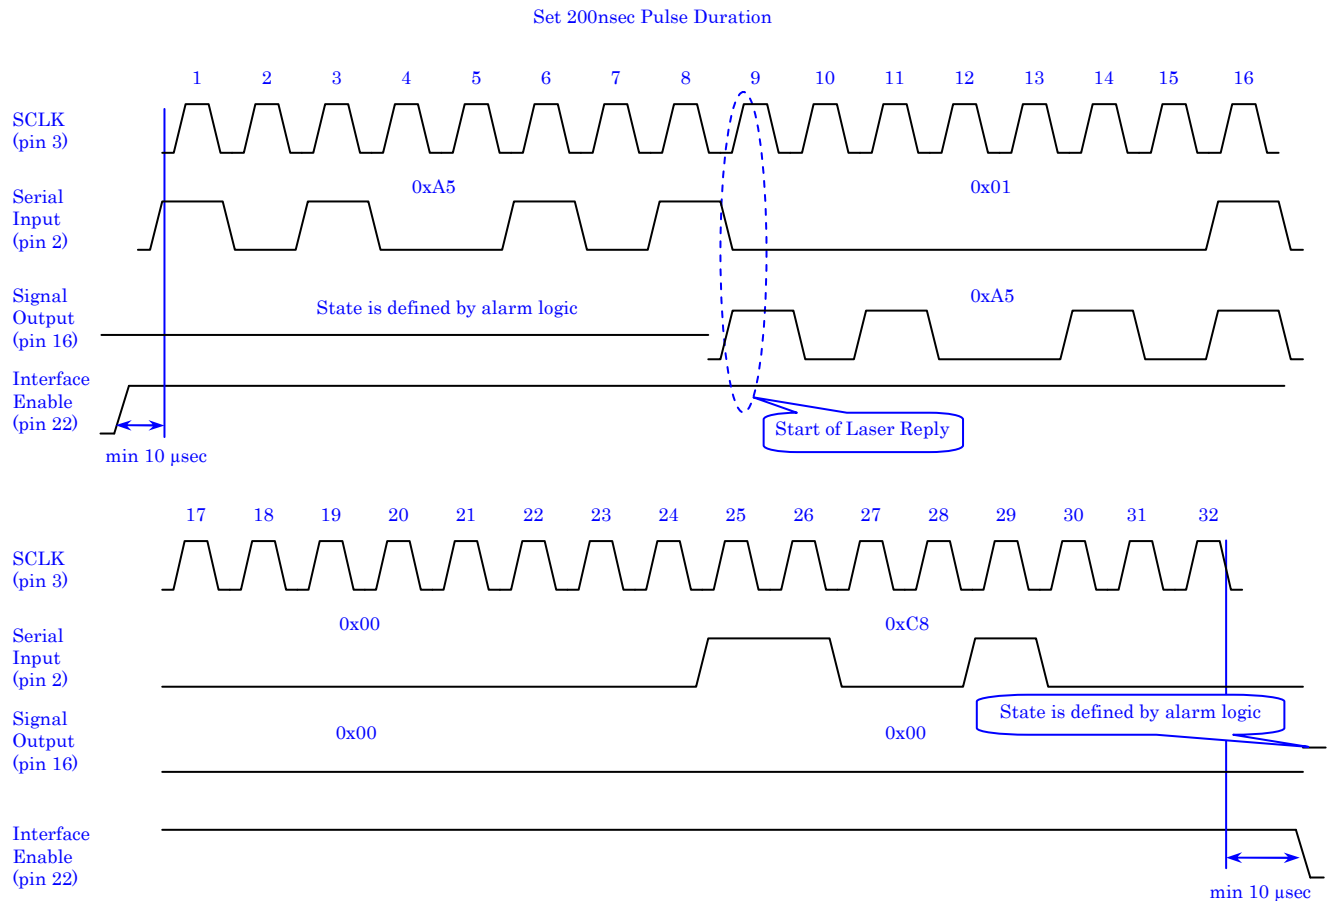 Set 200nsec Pulse Duration
1 2 3 4 5 6 7 8 9 10 11 12 13 14 15 16
SCLK
(pin 3)
0xA5 0x01
Serial
Input
(pin 2)
Signal
Output
(pin 16)
State is defined by alarm logic
0xA5
Interface
Enable
(pin 22)
Start of Laser Reply
min 10 μsec
17 18 19 20 21 22 23 24 25 26 27 28 29 30 31 32
SCLK
(pin 3)
0x00 0xC8
Serial
Input
(pin 2)
State is defined by alarm logic
Signal
Output
(pin 16)
0x00 0x00
Interface
Enable
(pin 22)
min 10 μsec